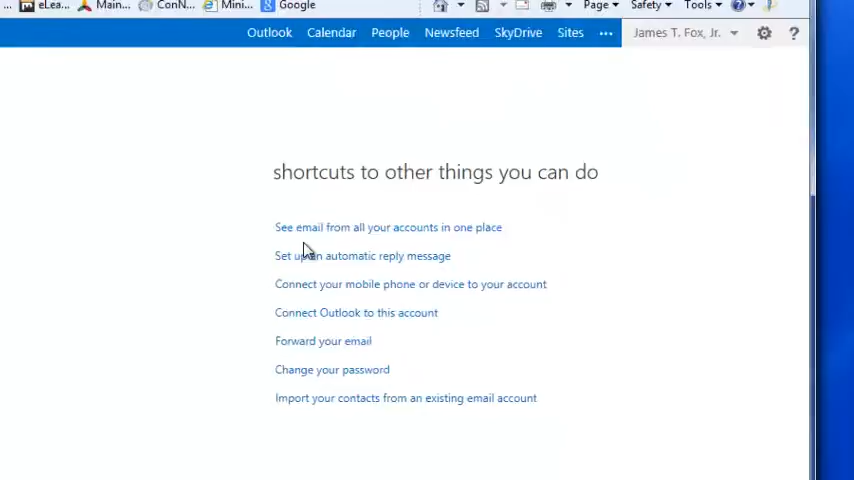 ... eLea... Main... ConN... Mini... Google Page Safety Tools
Outlook Calendar People Newsfeed SkyDrive Sites ... James T. Fox, Jr. ?
shortcuts to other things you can do
See email from all your accounts in one place
Set up an automatic reply message
Connect your mobile phone or device to your account
Connect Outlook to this account
Forward your email
Change your password
Import your contacts from an existing email account